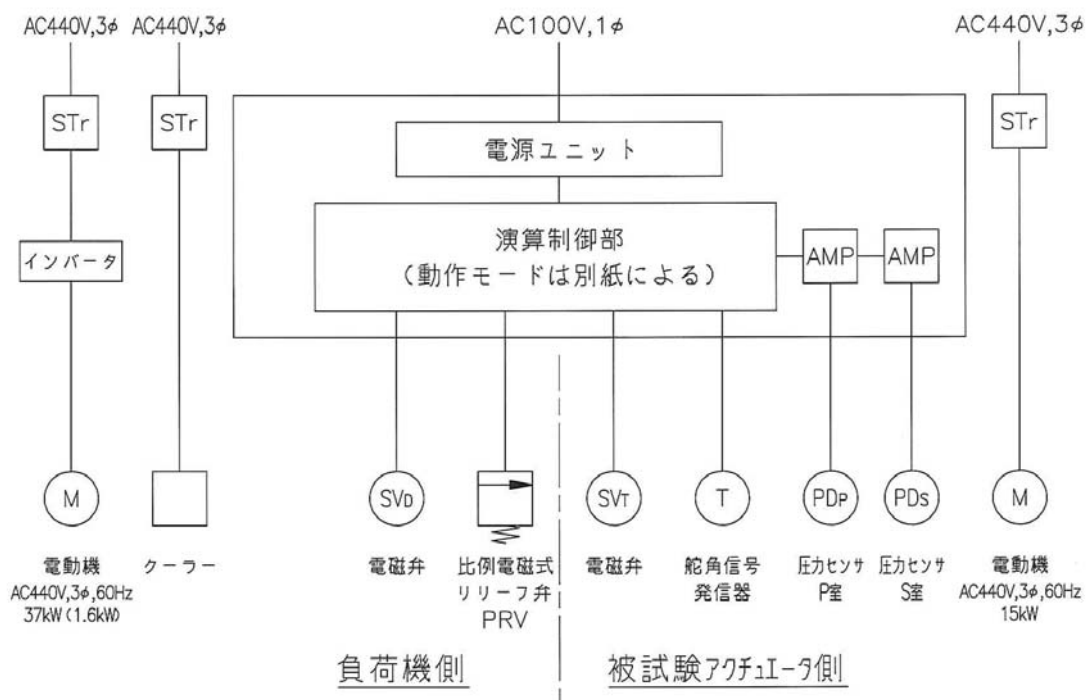 AC440V,3φ
AC440V,3φ
AC100V,1φ
AC440V,3φ
STr
STr
STr
電源ユニット
演算制御部
(動作モードは別紙による)
AMP
AMP
インバータ
M
SVD
SVT
T
PDP
PDS
M
電動機
AC440V,3φ,60Hz
37kW(1.6kW)
クーラー
電磁弁
比例電磁式
リリーフ弁
PRV
電磁弁
舵角信号
発信器
圧力センサ
P室
圧力センサ
S室
電動機
AC440V,3φ,60Hz
15kW
負荷機側
被試験アクチュエータ側